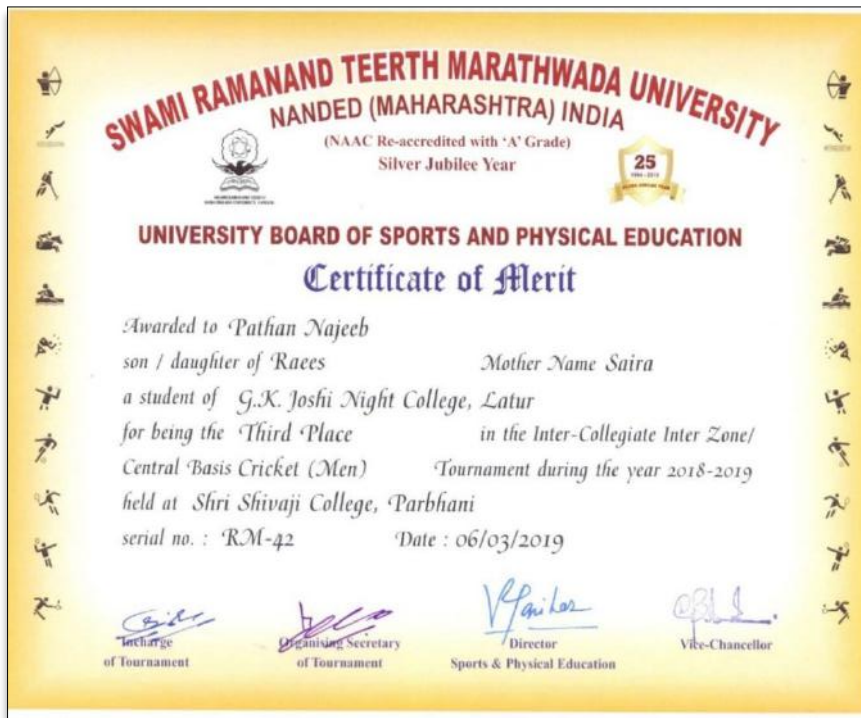 SWAMI RAMANAND TEERTH MARATHWADA UNIVERSITY
NANDED (MAHARASHTRA) INDIA
(NAAC Re-accredited with 'A' Grade)
Silver Jubilee Year
25
UNIVERSITY BOARD OF SPORTS AND PHYSICAL EDUCATION
Certificate of Merit
Awarded to Pathan Najeeb
son / daughter of Raees Mother Name Saira
a student of G.K. Joshi Night College, Latur
for being the Third Place in the Inter-Collegiate Inter Zone/
Central Basis Cricket (Men) Tournament during the year 2018-2019
held at Shri Shivaji College, Parbhani
serial no. : RM-42 Date : 06/03/2019
Incharge Organising Secretary Director Vice-Chancellor
of Tournament of Tournament Sports & Physical Education